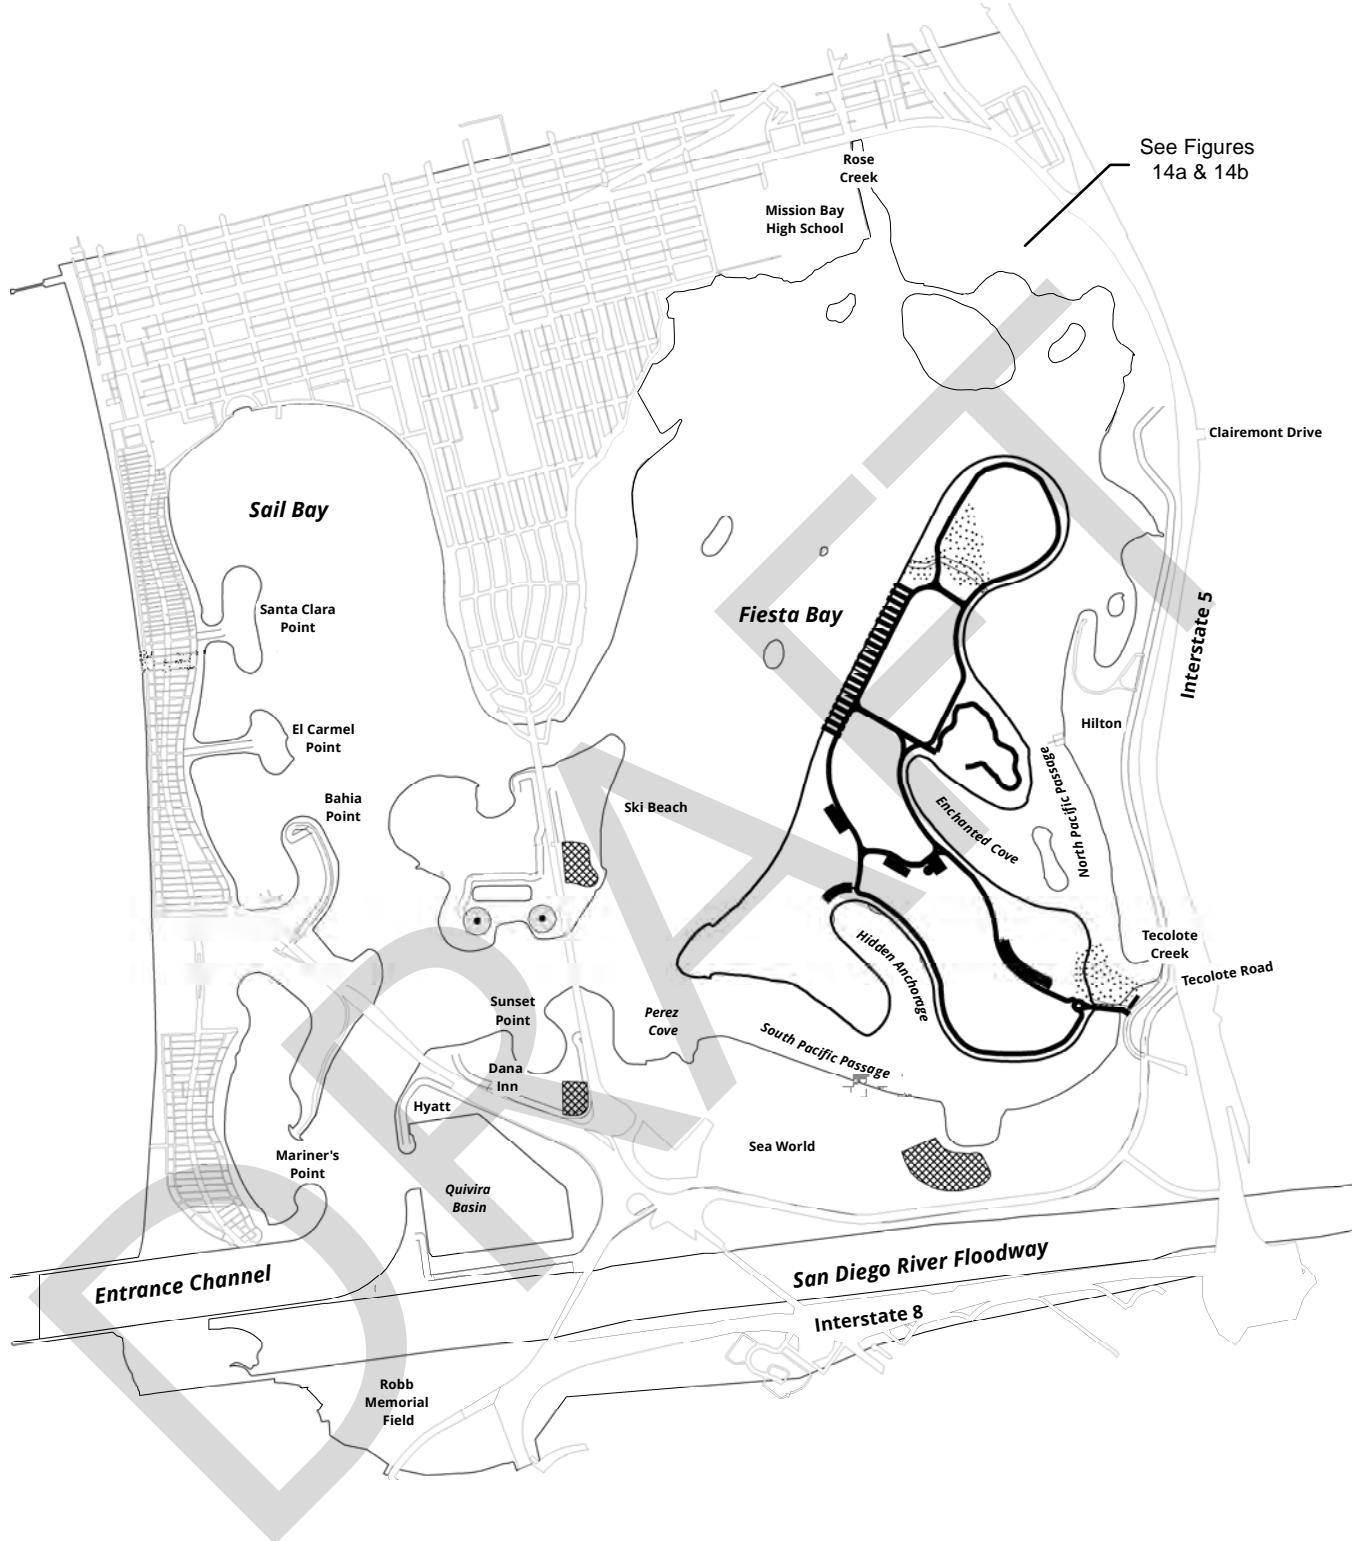 See Figures
14a & 14b
Rose
Creek
Mission Bay
High School
Clairemont Drive
Sail Bay
Santa Clara
Point
Fiesta Bay
Interstate 5
El Carmel
Point
Hilton
North Pacific Passage
Bahia
Point
Ski Beach
Enchanted Cove
Hidden Anchorage
Tecolote
Creek
Tecolote Road
Sunset
Point
Perez
Cove
South Pacific Passage
Dana
Inn
Hyatt
Sea World
Mariner's
Point
Quivira
Basin
Entrance Channel
San Diego River Floodway
Interstate 8
Robb
Memorial
Field
DRAFT